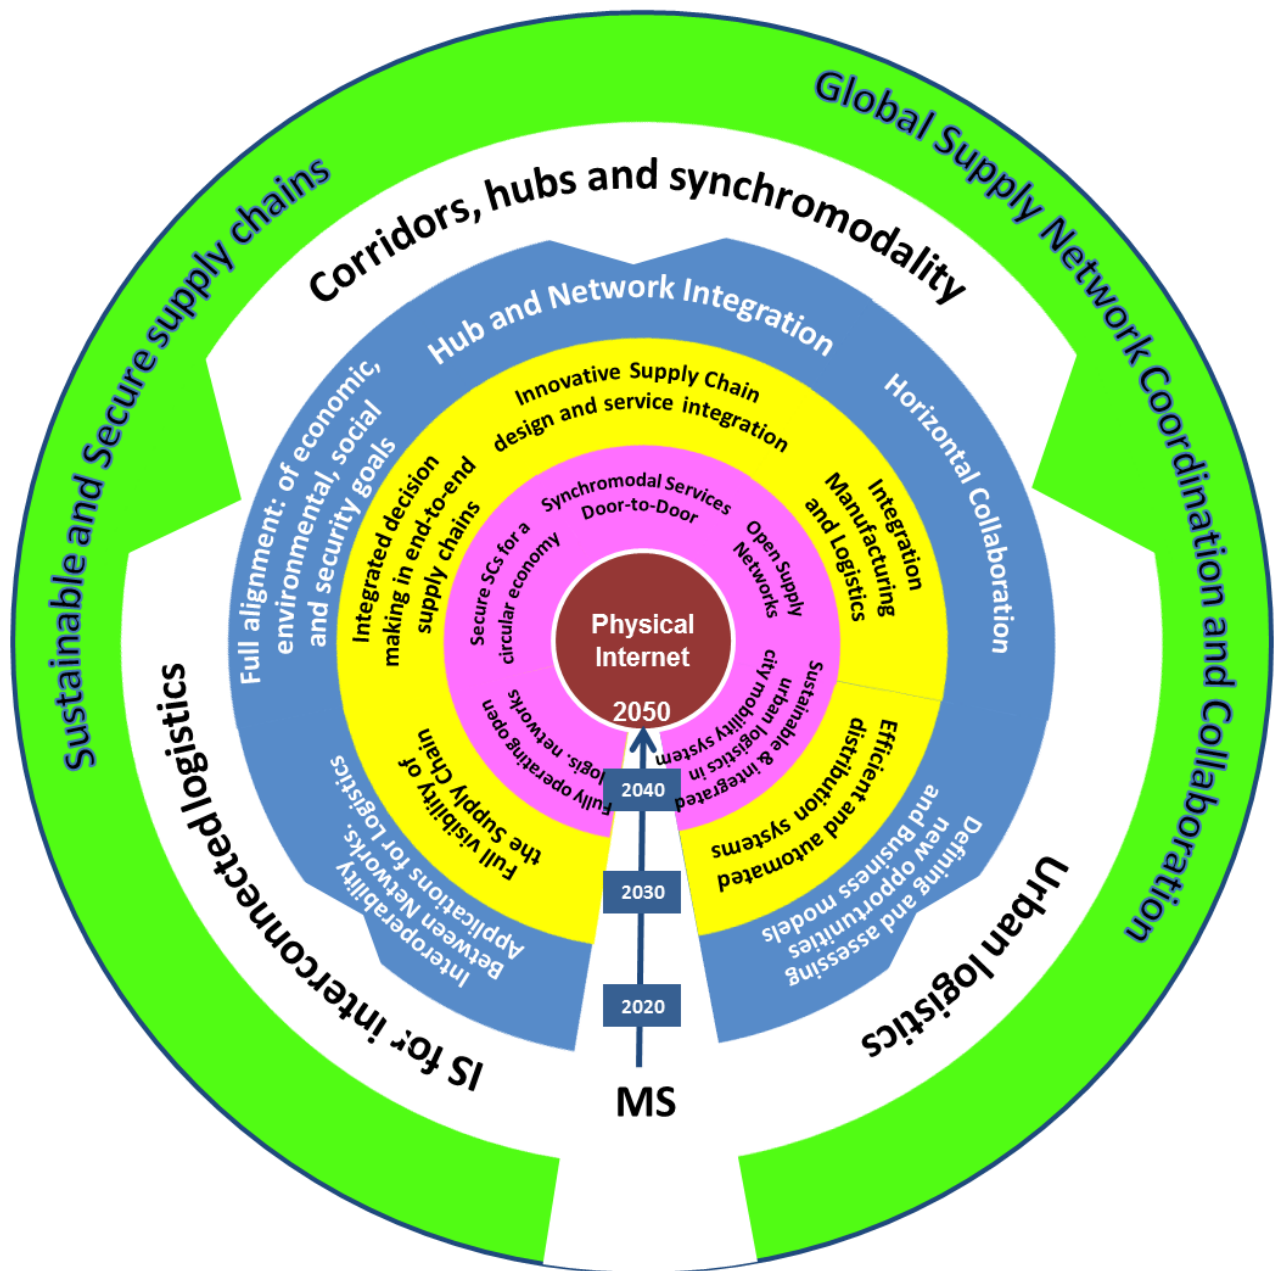 Global Supply Network Coordination and Collaboration
Sustainable and Secure supply chains
Corridors, hubs and synchromodality
Hub and Network Integration
Full alignment: of economic,
environmental, social
and security goals
Horizontal Collaboration
Innovative Supply Chain
design and service integration
Integrated decision
making in end-to-end
supply chains
Integration
Manufacturing
and Logistics
Synchromodal Services
Door-to-Door
Secure SCs for a
circular economy
Open Supply
Networks
Physical
Internet
2050
Fully operating open
logis. networks
Sustainable & integrated
urban logistics in
city mobility system
Full visibility of
the Supply Chain
Efficient and automated
distribution systems
Interoperability
Between Networks.
Applications for Logistics
Defining and assessing
new opportunities
and Business models
IS for interconnected logistics
Urban logistics
2040
2030
2020
MS